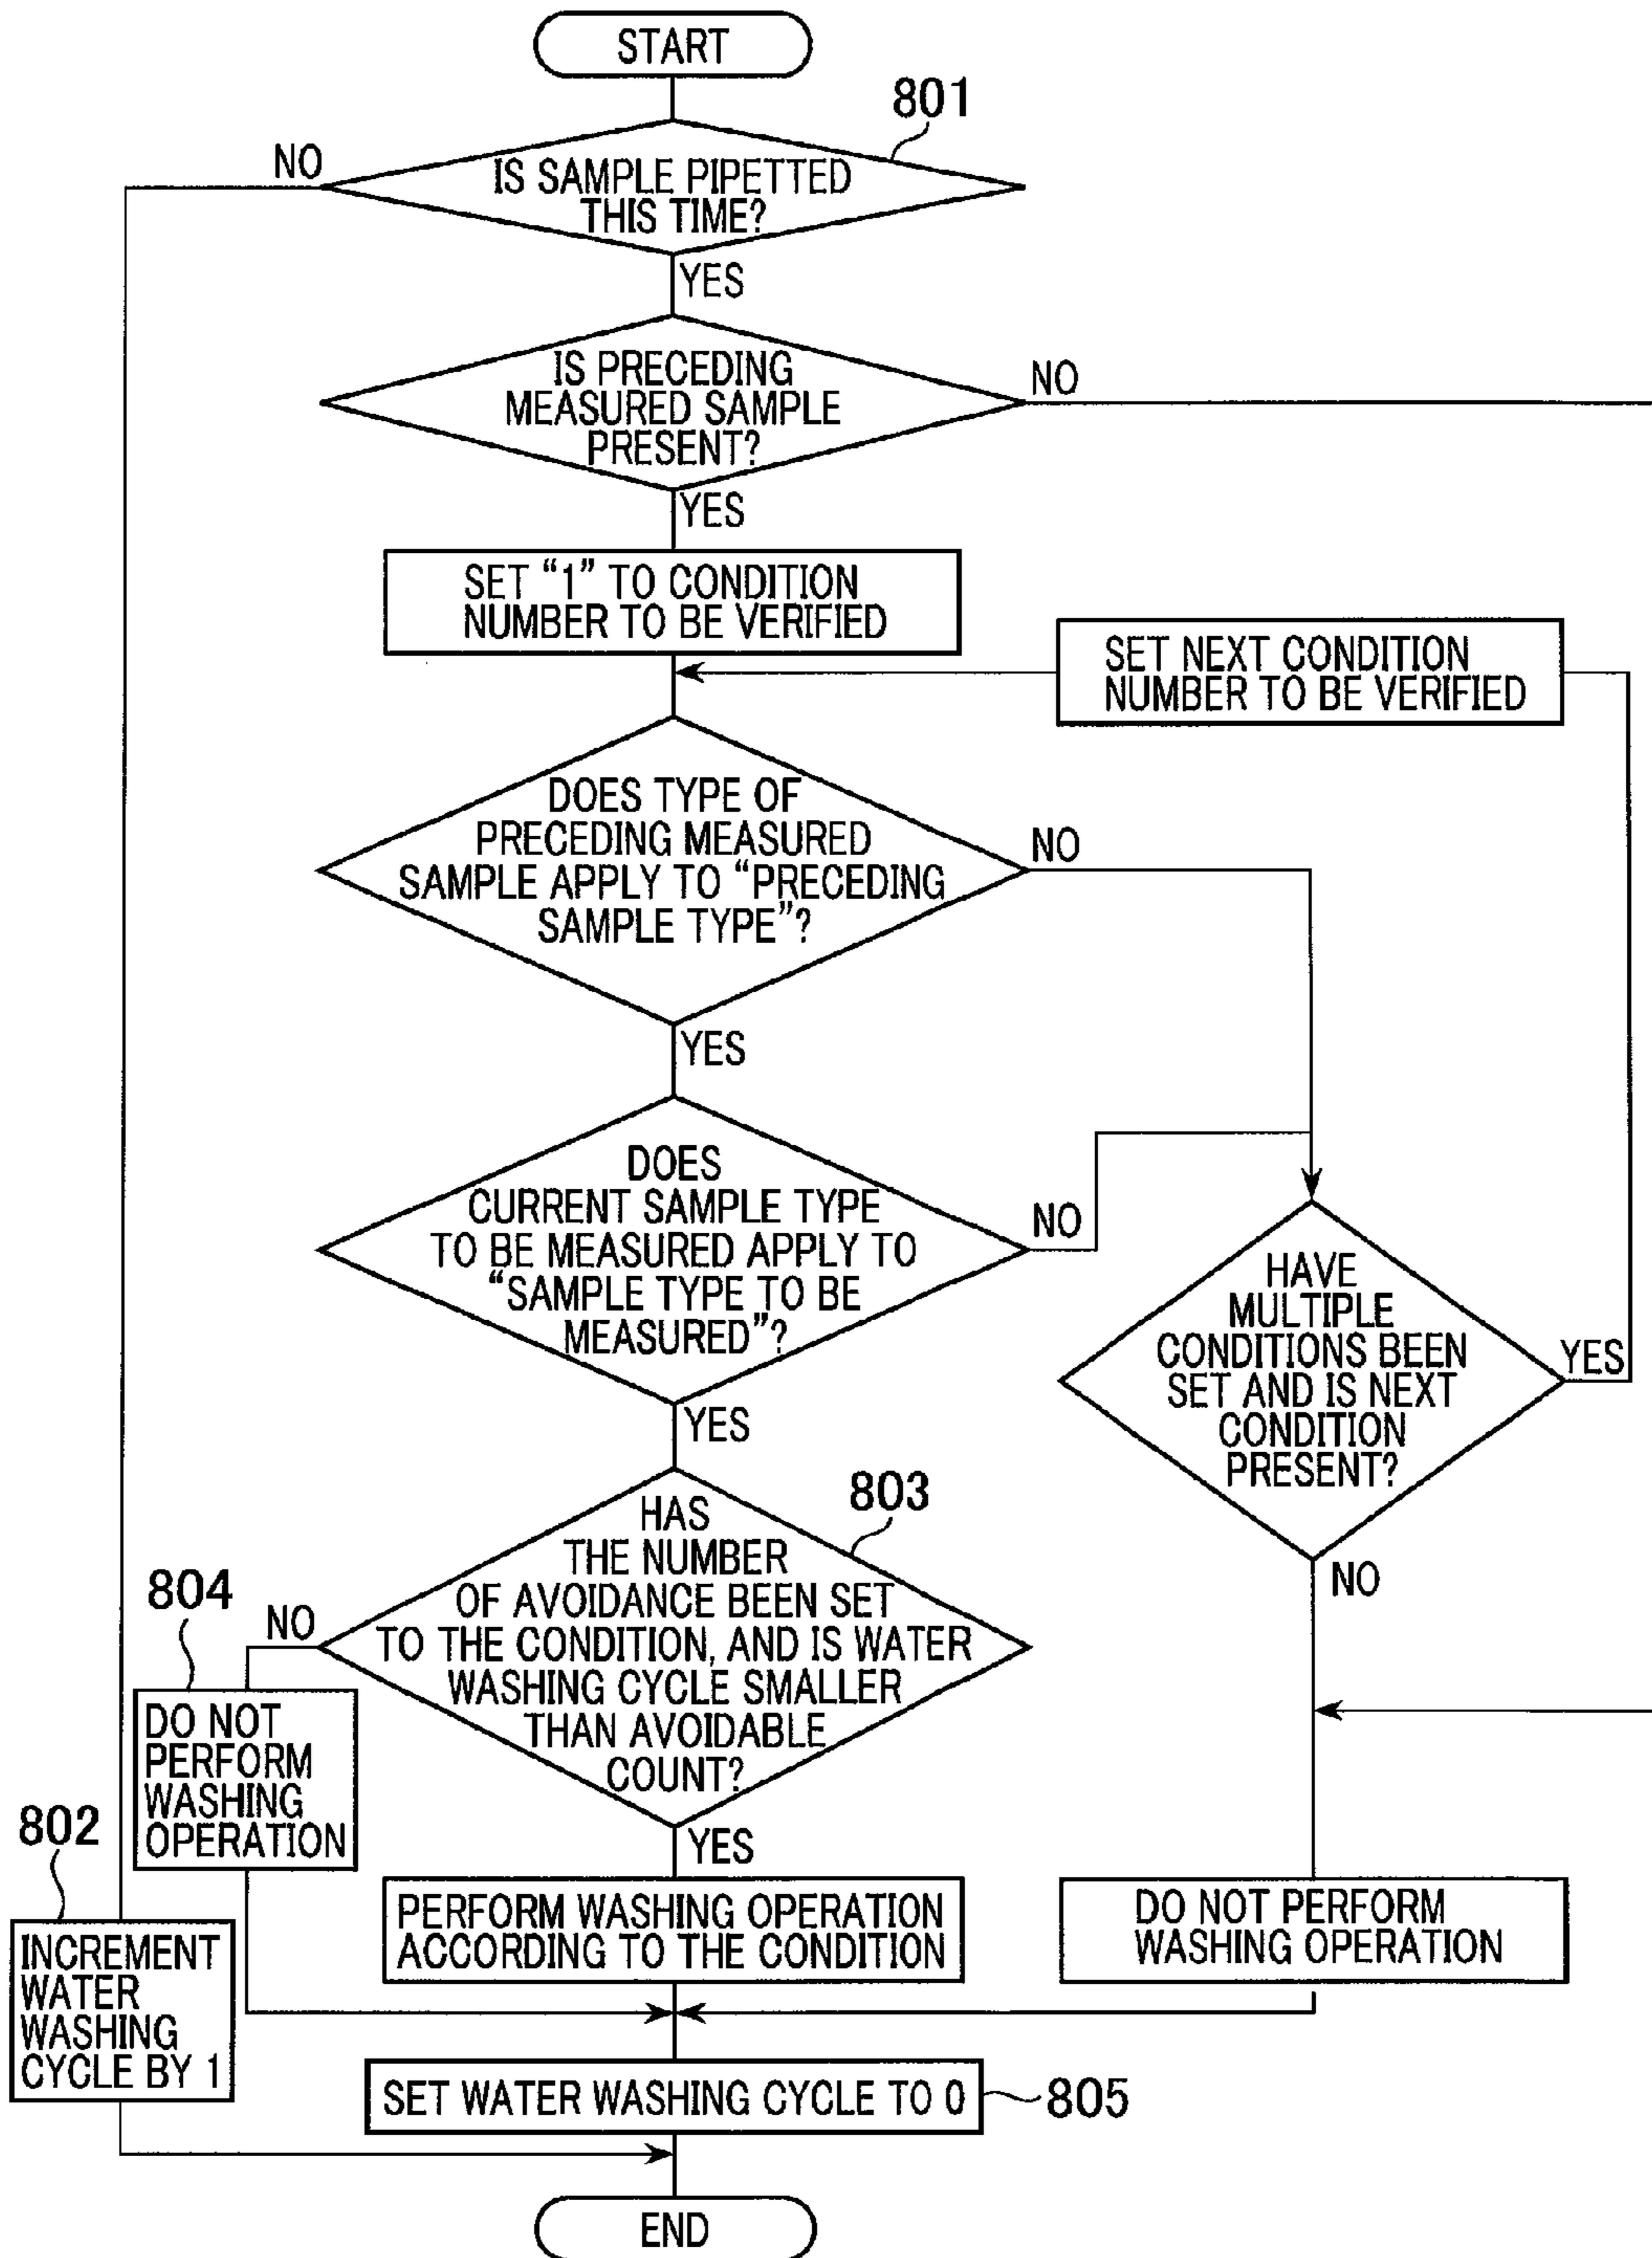 START
801
NO
IS SAMPLE PIPETTED
THIS TIME?
YES
IS PRECEDING
MEASURED SAMPLE
PRESENT?
NO
YES
SET “1” TO CONDITION
NUMBER TO BE VERIFIED
SET NEXT CONDITION
NUMBER TO BE VERIFIED
DOES TYPE OF
PRECEDING MEASURED
SAMPLE APPLY TO “PRECEDING
SAMPLE TYPE”?
NO
YES
DOES
CURRENT SAMPLE TYPE
TO BE MEASURED APPLY TO
“SAMPLE TYPE TO BE
MEASURED”?
NO
YES
HAVE
MULTIPLE
CONDITIONS BEEN
SET AND IS NEXT
CONDITION
PRESENT?
YES
NO
803
HAS
THE NUMBER
OF AVOIDANCE BEEN SET
TO THE CONDITION, AND IS WATER
WASHING CYCLE SMALLER
THAN AVOIDABLE
COUNT?
NO
YES
804
DO NOT
PERFORM
WASHING
OPERATION
802
INCREMENT
WATER
WASHING
CYCLE BY 1
PERFORM WASHING OPERATION
ACCORDING TO THE CONDITION
DO NOT PERFORM
WASHING OPERATION
SET WATER WASHING CYCLE TO 0
805
END